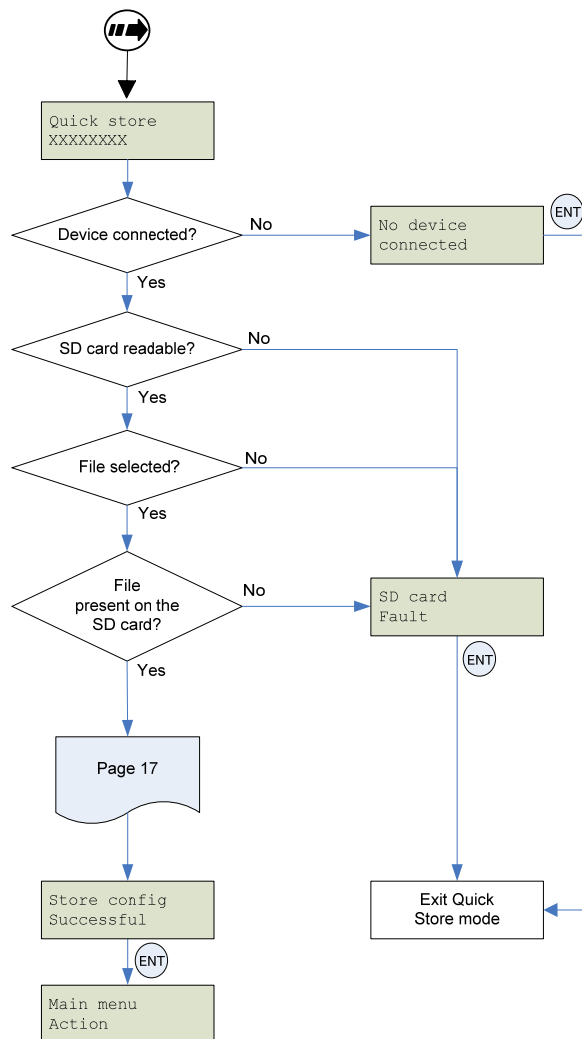 Quick store
XXXXXXXX
Device connected?
No
No device
connected
ENT
Yes
SD card readable?
No
Yes
File selected?
No
Yes
File
present on the
SD card?
No
SD card
Fault
ENT
Yes
Page 17
Store config
Successful
Exit Quick
Store mode
ENT
Main menu
Action